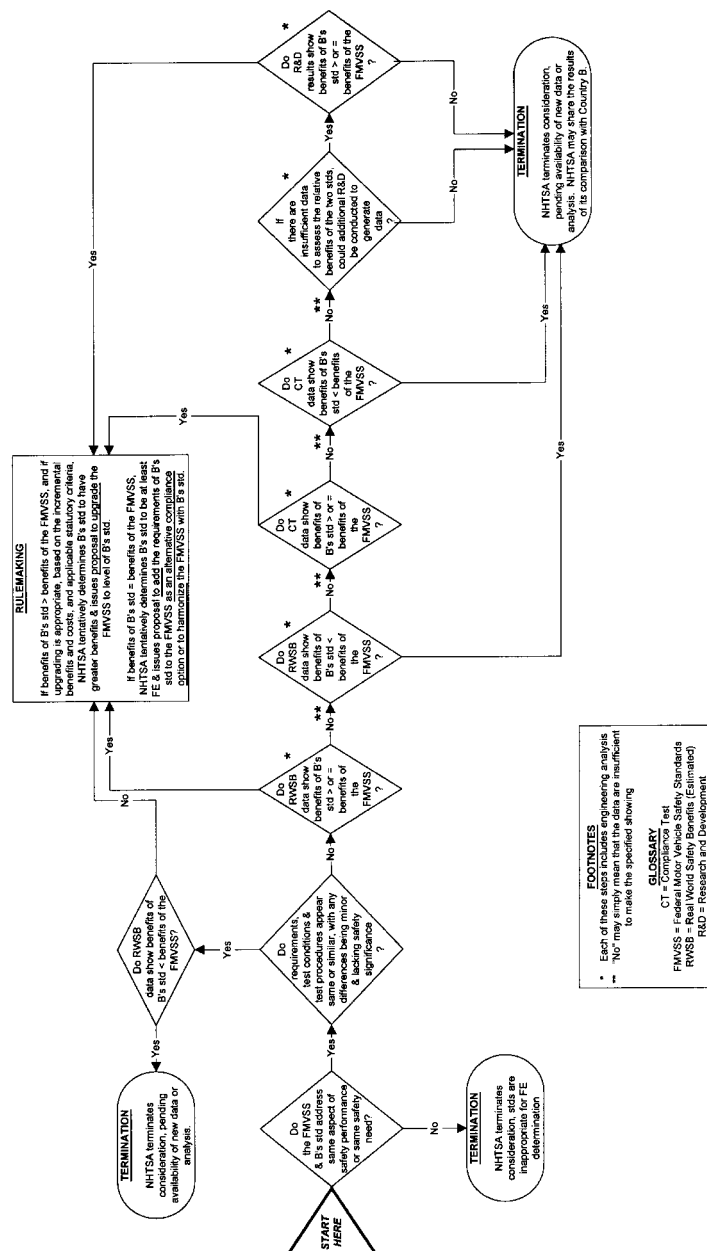 START
HERE
Do
the FMVSS
& B's std address
same aspect of
safety performance
or same safety
need?
Yes
No
TERMINATION
NHTSA terminates
consideration, stds are
inappropriate for FE
determination
Do
requirements,
test conditions &
test procedures appear
same or similar, with any
differences being minor
& lacking safety
significance
?
Yes
No
Do RWSB
data show benefits of
B's std < benefits of the
FMVSS?
Yes
No
TERMINATION
NHTSA terminates
consideration, pending
availability of new data or
analysis.
Do
RWSB
data show
benefits of B's
std > or =
benefits of
the
FMVSS
?
*
Yes
No
**
Do
RWSB
data show
benefits of
B's std <
benefits of
the
FMVSS
?
*
Yes
No
**
Do
CT
data show
benefits of
B's std > or =
benefits of
the
FMVSS
?
*
Yes
No
**
Do
CT
data show
benefits of B's
std < benefits
of the
FMVSS
?
*
Yes
No
**
If
there are
insufficient data
to assess the relative
benefits of the two stds,
could additional R&D
be conducted to
generate
data
?
*
Yes
No
Do
R&D
results show
benefits of B's
std > or =
benefits of the
FMVSS
?
*
Yes
No
RULEMAKING
If benefits of B's std > benefits of the FMVSS, and if
upgrading is appropriate, based on the incremental
benefits and costs, and applicable statutory criteria,
NHTSA tentatively determines B's std to have
greater benefits & issues proposal to upgrade the
FMVSS to level of B's std.
If benefits of B's std = benefits of the FMVSS,
NHTSA tentatively determines B's std to be at least
FE & issues proposal to add the requirements of B's
std to the FMVSS as an alternative compliance
option or to harmonize the FMVSS with B's std.
TERMINATION
NHTSA terminates consideration,
pending availability of new data or
analysis. NHTSA may share the results
of its comparison with Country B.
FOOTNOTES
* Each of these steps includes engineering analysis
** "No" may simply mean that the data are insufficient
to make the specified showing
GLOSSARY
CT = Compliance Test
FMVSS = Federal Motor Vehicle Safety Standards
RWSB = Real World Safety Benefits (Estimated)
R&D = Research and Development